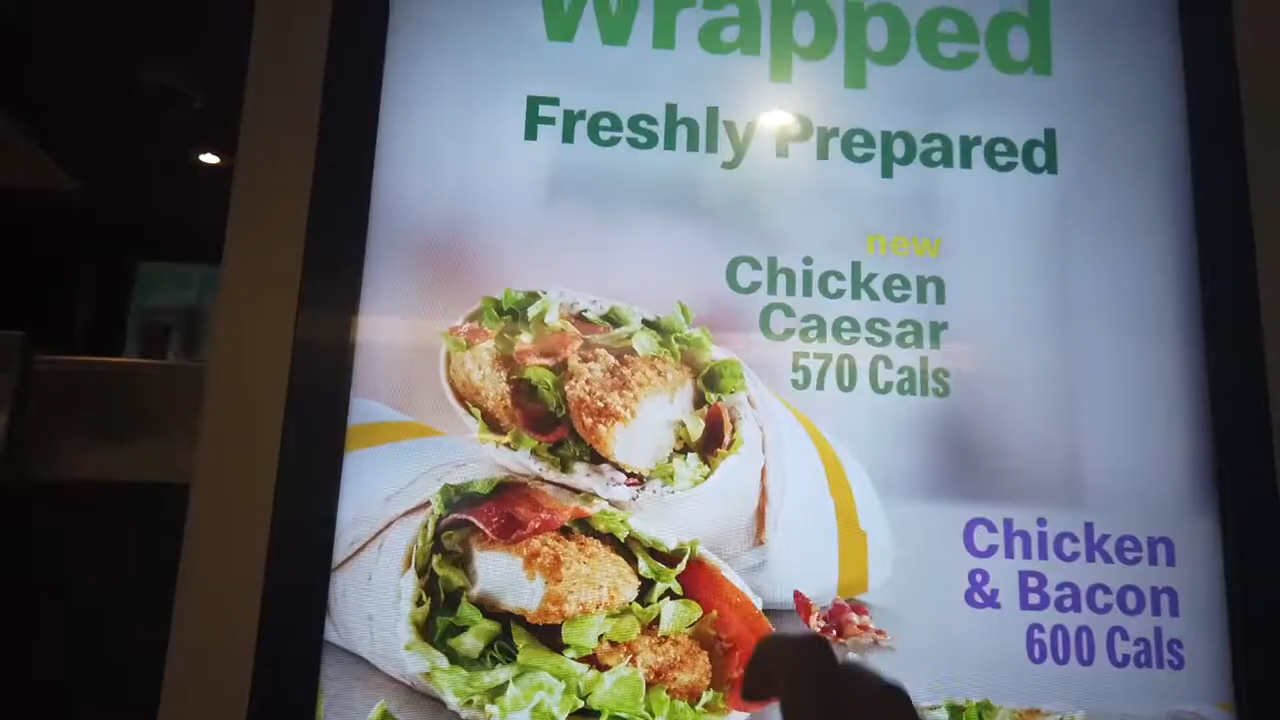 Wrapped
Freshly Prepared
new
Chicken
Caesar
570 Cals
Chicken
& Bacon
600 Cals